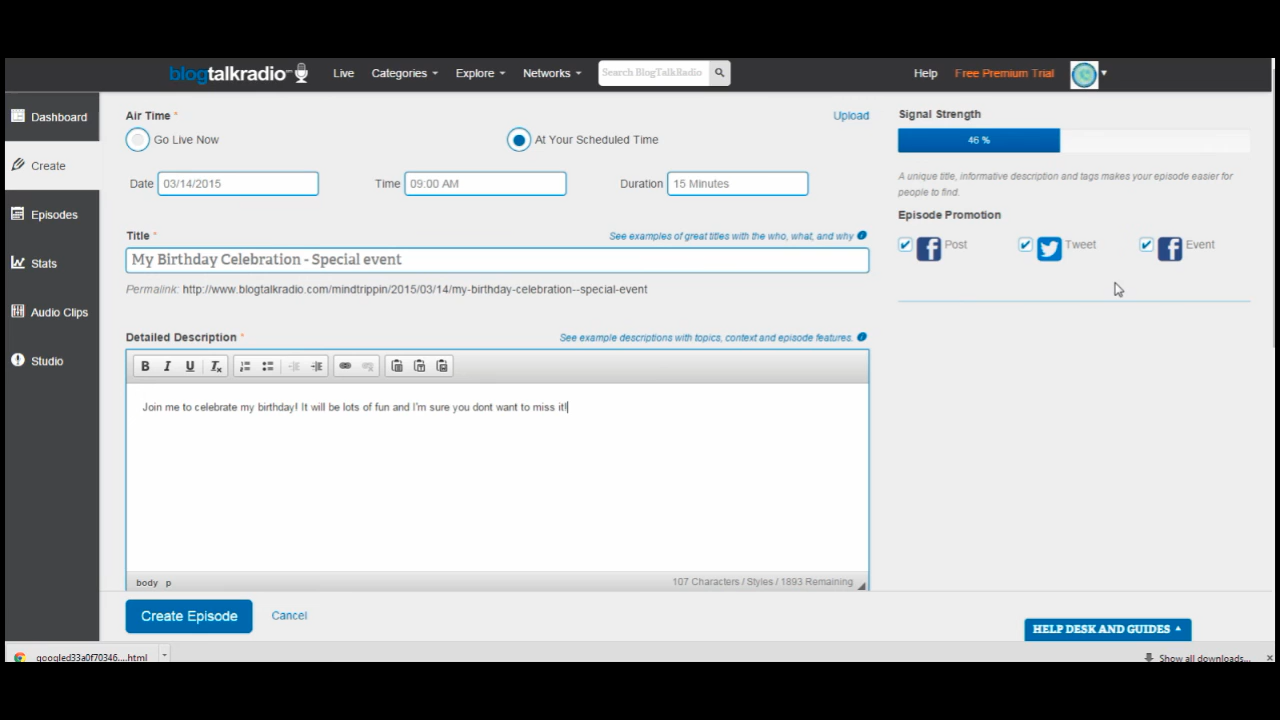 blogtalkradio Live Categories Explore Networks Search BlogTalkRadio Help Free Premium Trial
Dashboard
Create
Episodes
Stats
Audio Clips
Studio
Air Time * Upload
Go Live Now At Your Scheduled Time
Date 03/14/2015 Time 09:00 AM Duration 15 Minutes
Title * See examples of great titles with the who, what, and why
My Birthday Celebration - Special event
Permalink: http://www.blogtalkradio.com/mindtrippin/2015/03/14/my-birthday-celebration--special-event
Detailed Description * See example descriptions with topics, context and episode features.
B I U Tx
Join me to celebrate my birthday! It will be lots of fun and I'm sure you dont want to miss it!
body p 107 Characters / Styles / 1893 Remaining
Create Episode Cancel
Signal Strength
46 %
A unique title, informative description and tags makes your episode easier for
people to find.
Episode Promotion
Post Tweet Event
HELP DESK AND GUIDES
googled33a0f70346....html Show all downloads...